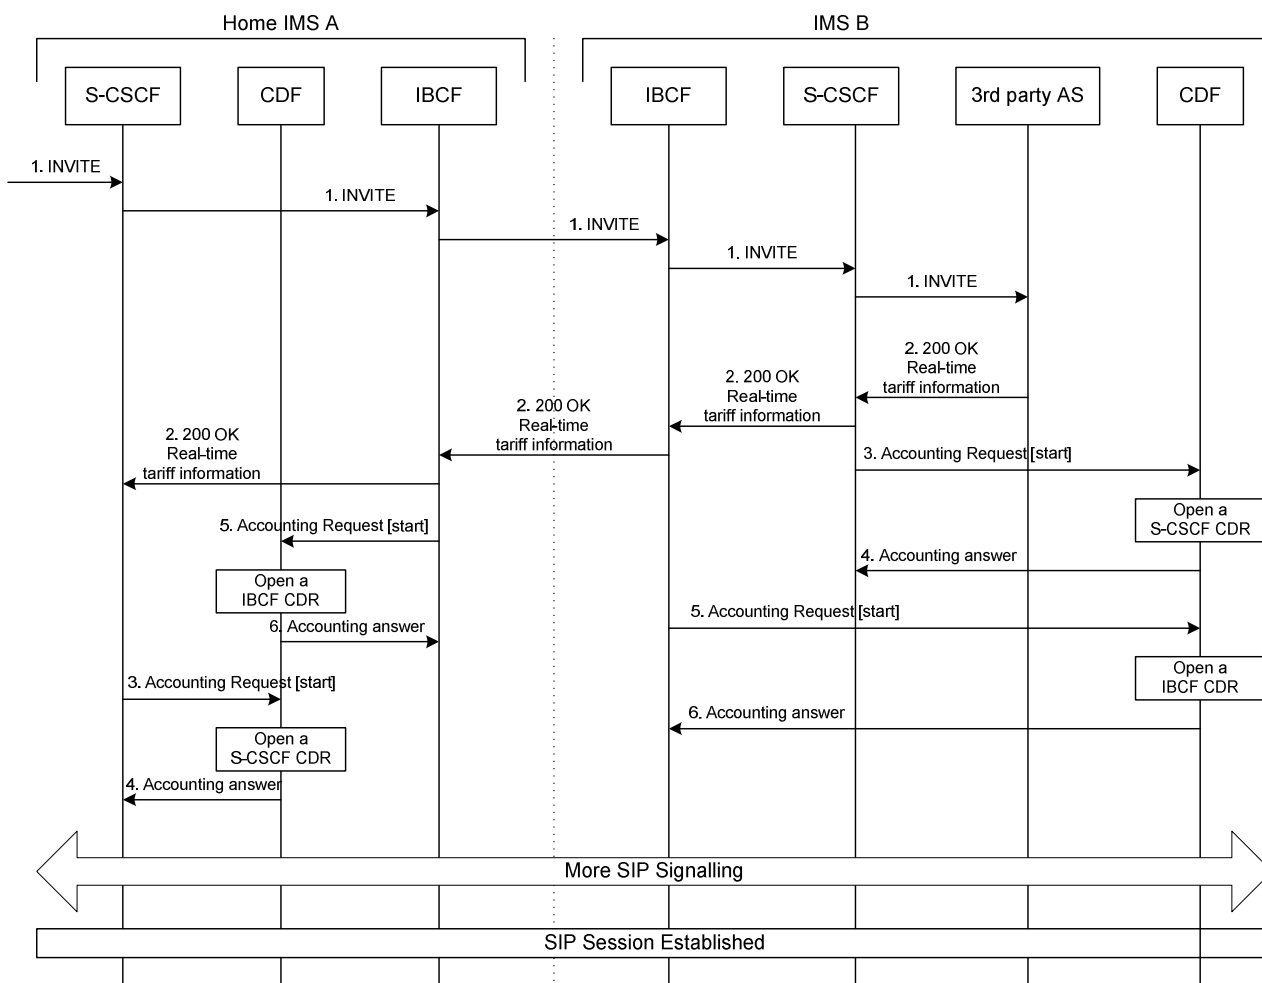 Home IMS A
IMS B
S-CSCF
CDF
IBCF
IBCF
S-CSCF
3rd party AS
CDF
1. INVITE
1. INVITE
1. INVITE
1. INVITE
1. INVITE
2. 200 OK
Real-time
tariff information
2. 200 OK
Real-time
tariff information
2. 200 OK
Real-time
tariff information
2. 200 OK
Real-time
tariff information
3. Accounting Request [start]
Open a
S-CSCF CDR
5. Accounting Request [start]
4. Accounting answer
Open a
IBCF CDR
5. Accounting Request [start]
6. Accounting answer
Open a
IBCF CDR
3. Accounting Request [start]
6. Accounting answer
Open a
S-CSCF CDR
4. Accounting answer
More SIP Signalling
SIP Session Established